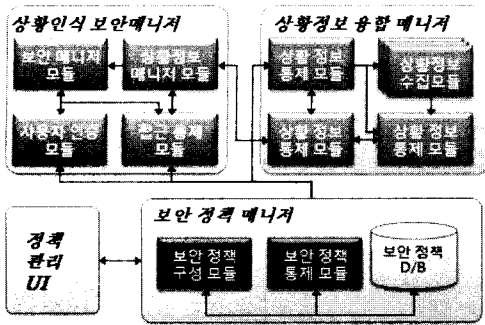 상황인식 보안매니저
상황정보 융합 매니저
보안 매니저
모듈
상황정보
매니저 모듈
상황 정보
통제 모듈
상황정보
수집모듈
사용자 인증
모듈
접근 통제
모듈
상황 정보
통제 모듈
상황 정보
통제 모듈
보안 정책 매니저
정책
관리
UI
보안 정책
구성 모듈
보안 정책
통제 모듈
보안 정책
D/B